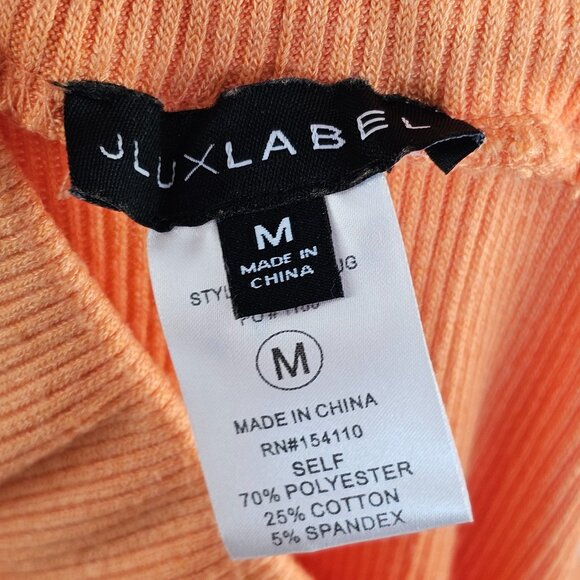 JLUXLABEL
M
MADE IN
CHINA
M
MADE IN CHINA
RN#154110
SELF
70% POLYESTER
25% COTTON
5% SPANDEX